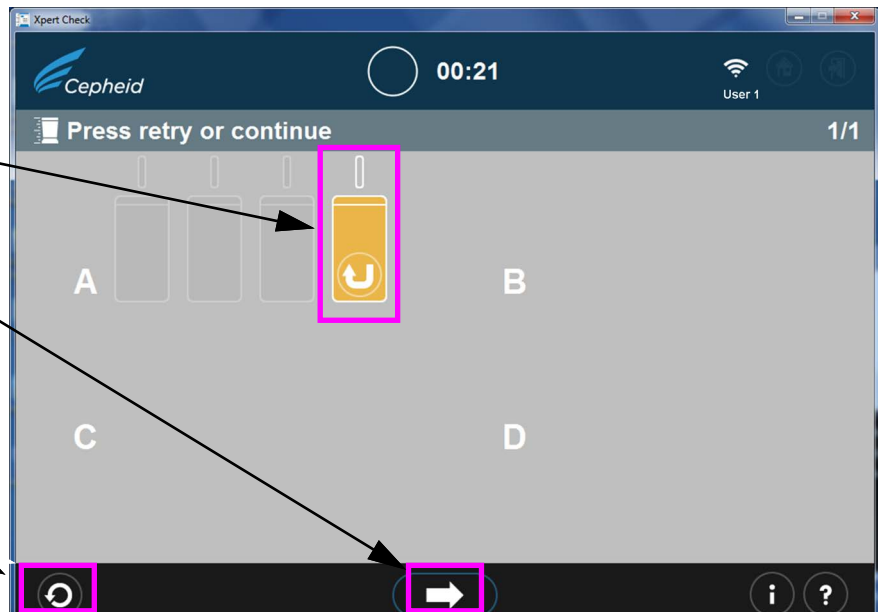 Xpert Check
Cepheid
00:21
User 1
Press retry or continue
1/1
A
B
C
D
i
?